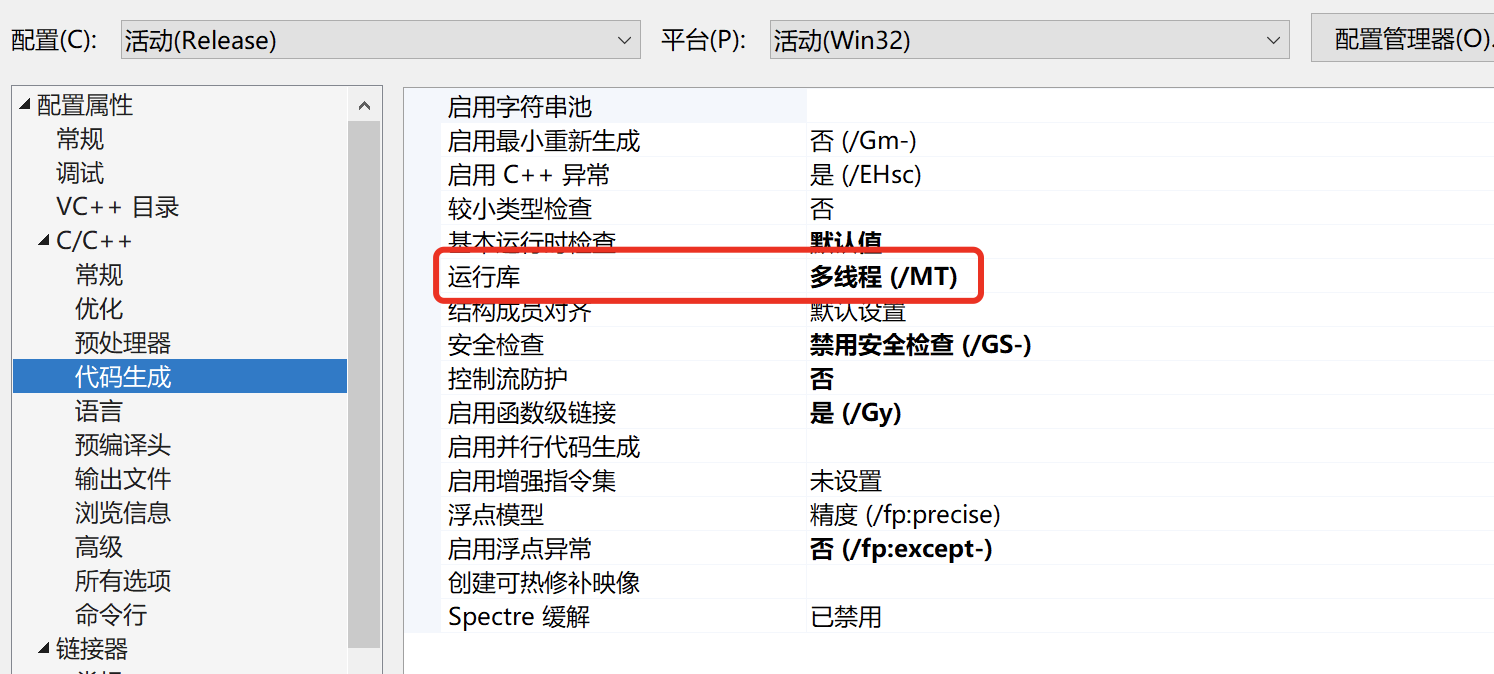 配置(C): 活动(Release) 平台(P): 活动(Win32) 配置管理器(O)
配置属性
常规
调试
VC++ 目录
C/C++
常规
优化
预处理器
代码生成
语言
预编译头
输出文件
浏览信息
高级
所有选项
命令行
链接器
启用字符串池
启用最小重新生成 否 (/Gm-)
启用 C++ 异常 是 (/EHsc)
较小类型检查 否
基本运行时检查 默认值
运行库 多线程 (/MT)
结构成员对齐 默认设置
安全检查 禁用安全检查 (/GS-)
控制流防护 否
启用函数级链接 是 (/Gy)
启用并行代码生成
启用增强指令集 未设置
浮点模型 精度 (/fp:precise)
启用浮点异常 否 (/fp:except-)
创建可热修补映像
Spectre 缓解 已禁用